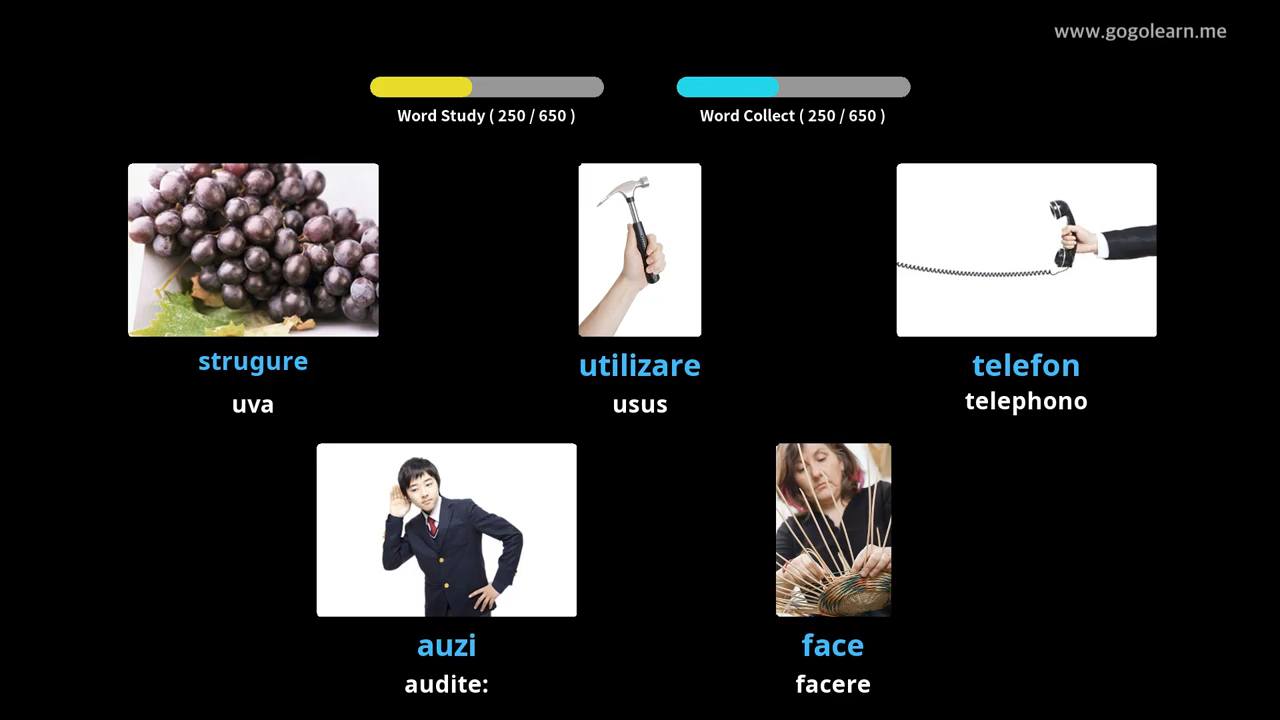 www.gogolearn.me
Word Study ( 250 / 650 )
Word Collect ( 250 / 650 )
strugure
utilizare
telefon
uva
usus
telephono
auzi
face
audite:
facere